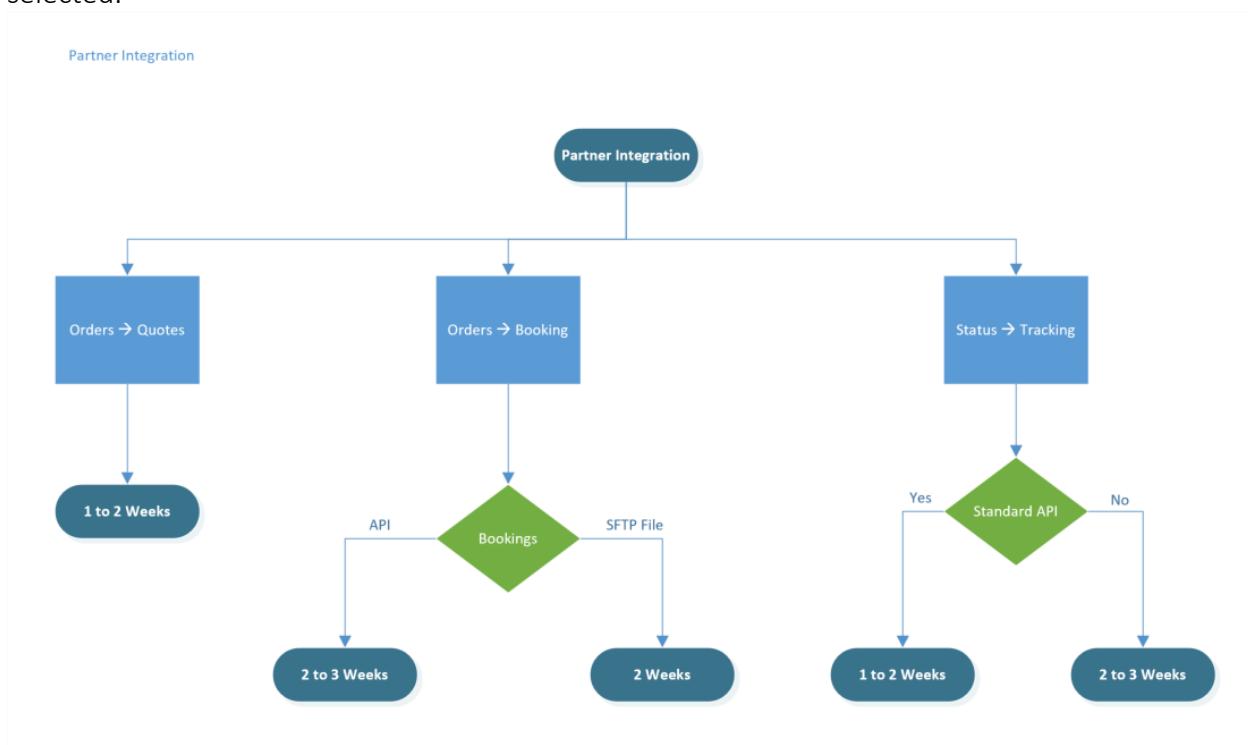 selected.
Partner Integration
Partner Integration
Orders → Quotes
Orders → Booking
Status → Tracking
1 to 2 Weeks
API
Bookings
SFTP File
Yes
Standard API
No
2 to 3 Weeks
2 Weeks
1 to 2 Weeks
2 to 3 Weeks